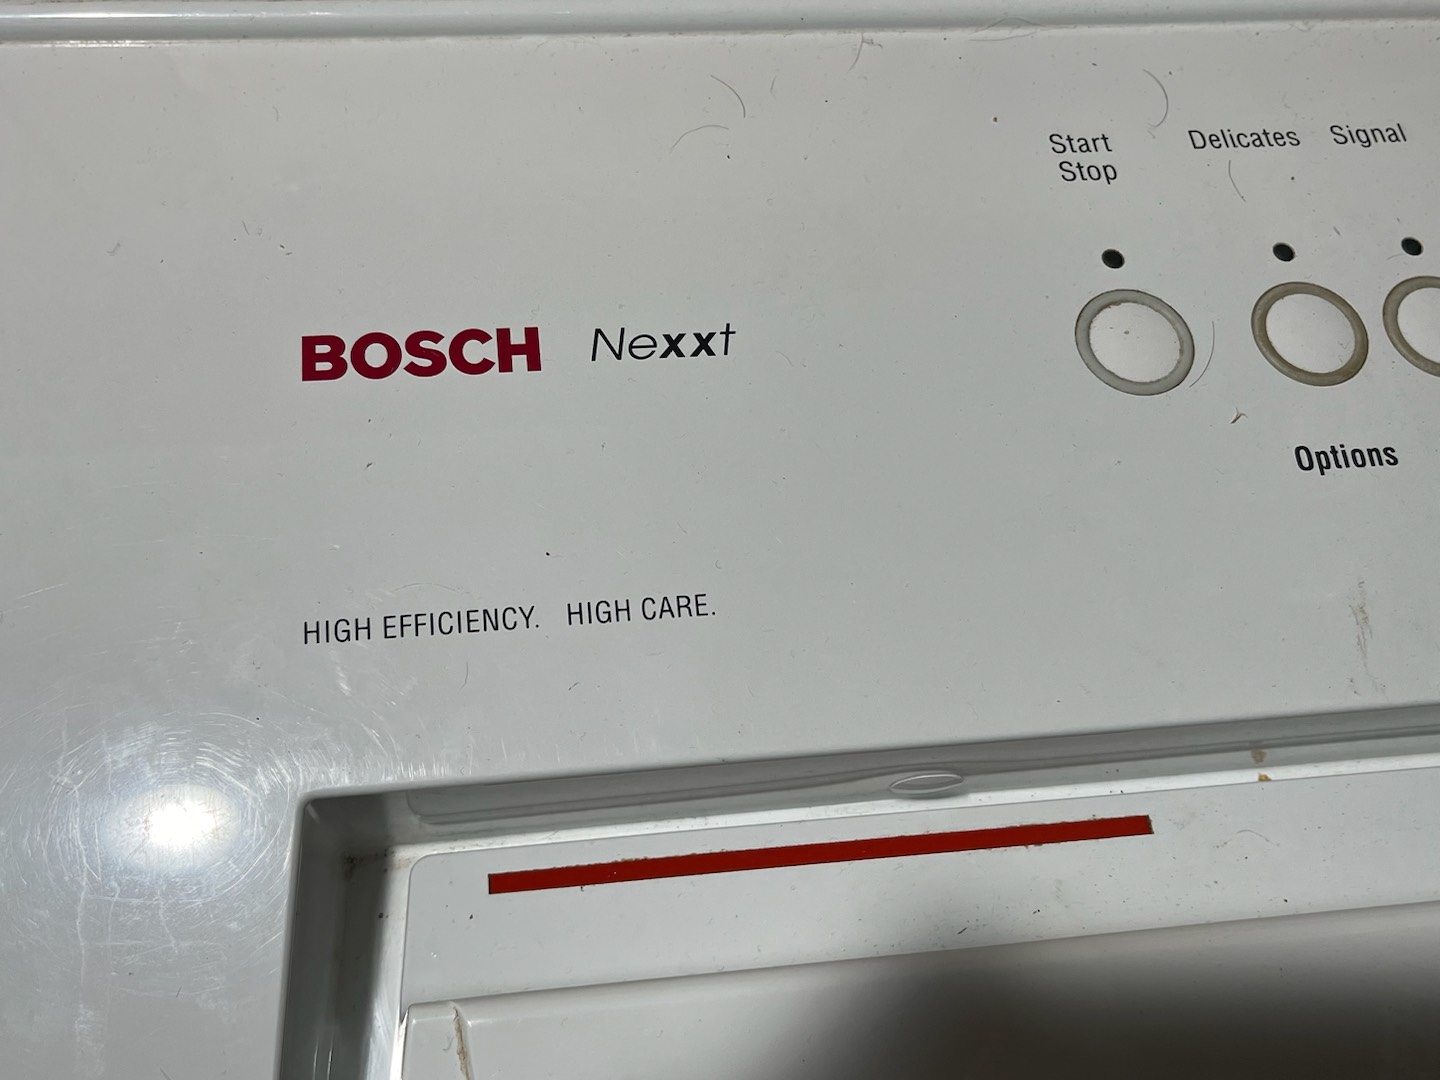 Start
Stop
Delicates
Signal
BOSCH Nexxt
Options
HIGH EFFICIENCY. HIGH CARE.